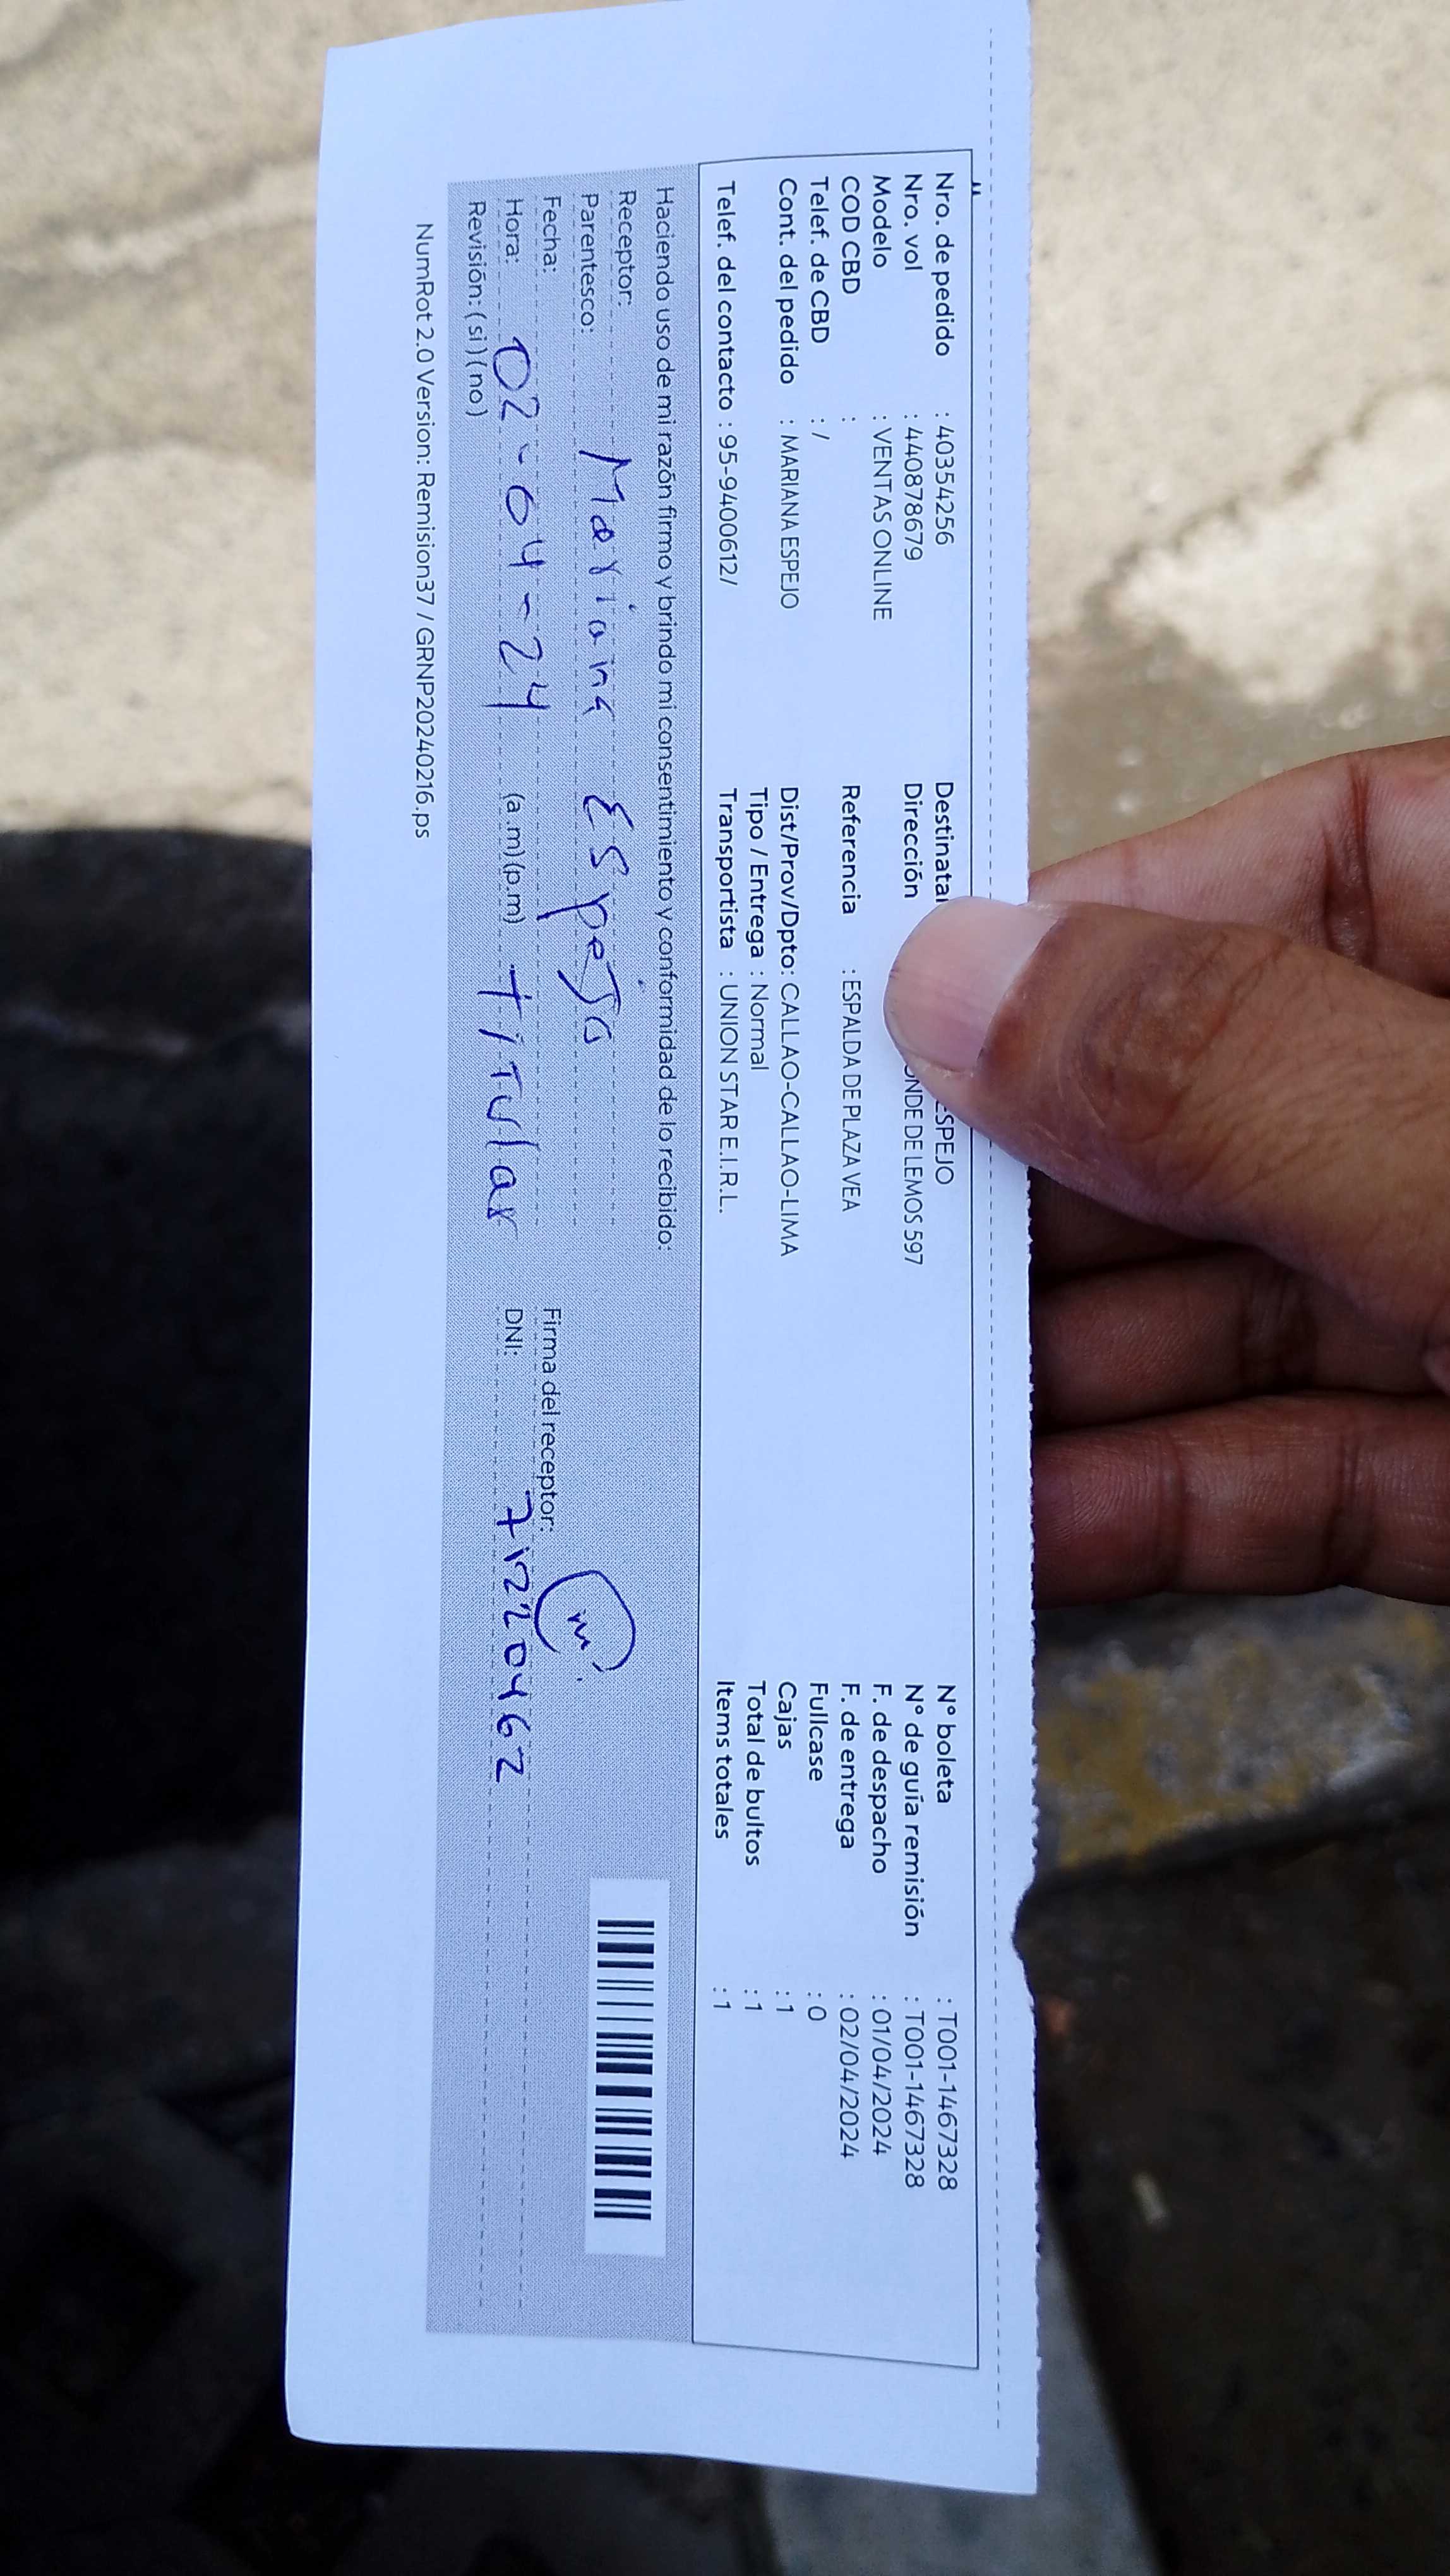 Nro. de pedido : 40354256 Destinata ESPEJO N° boleta : T001-1467328
Nro. vol : 440878679 Dirección ONDE DE LEMOS 597 N° de guía remisión : T001-1467328
Modelo : VENTAS ONLINE F. de despacho : 01/04/2024
COD CBD : Referencia : ESPALDA DE PLAZA VEA F. de entrega : 02/04/2024
Telef. de CBD : / Fullcase : 0
Cont. del pedido : MARIANA ESPEJO Dist/Prov/Dpto: CALLAO-CALLAO-LIMA Cajas : 1
Tipo / Entrega : Normal Total de bultos : 1
Telef. del contacto : 95-9400612/ Transportista : UNION STAR E.I.R.L. Items totales : 1
Haciendo uso de mi razón firmo y brindo mi consentimiento y conformidad de lo recibido:
Receptor:
Parentesco: Mariana Espejo
Fecha: Firma del receptor:
Hora: 02-04-24 (a.m)(p.m) Titular DNI: 71220462
Revisión: (si) (no)
NumRot 2.0 Version: Remision37 / GRNP20240216.ps